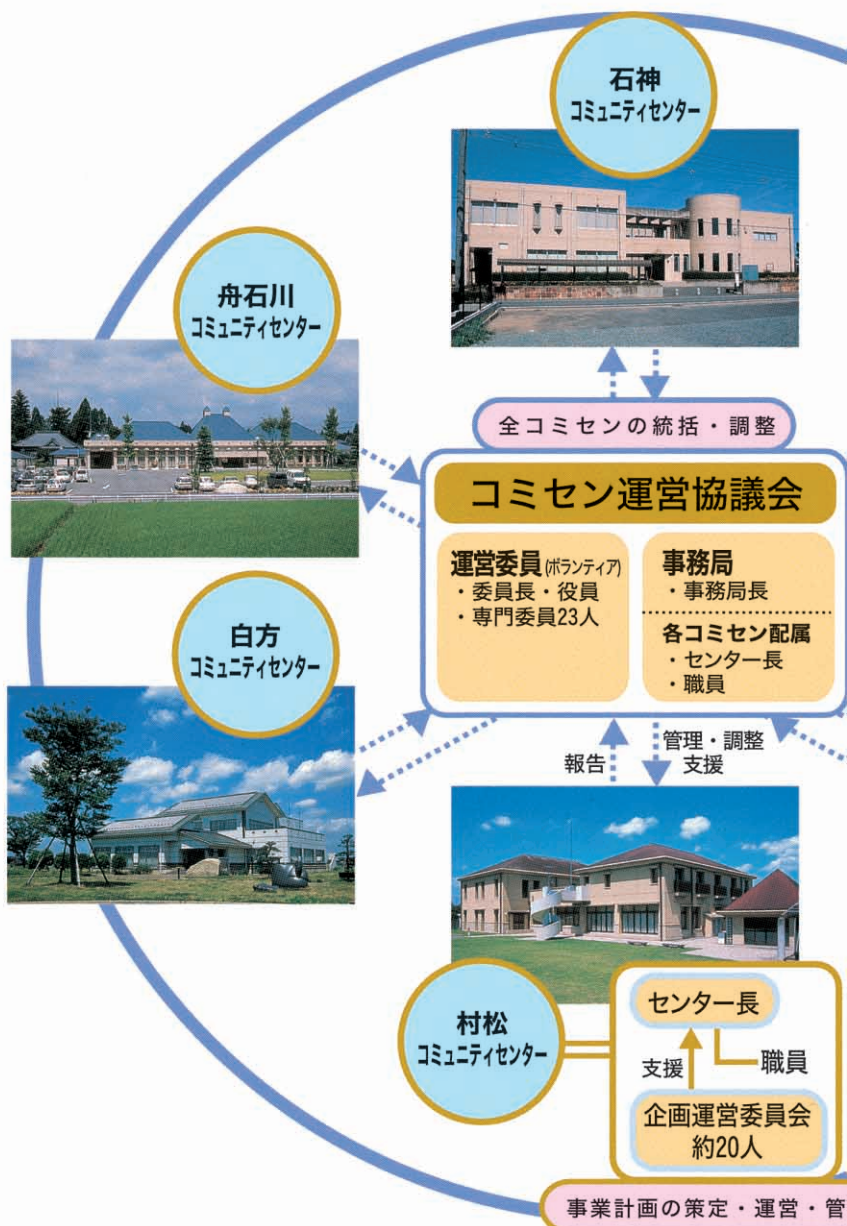 石神
コミュニティセンター
舟石川
コミュニティセンター
全コミセンの統括・調整
コミセン運営協議会
運営委員(ボランティア)
・委員長・役員
・専門委員23人
事務局
・事務局長
各コミセン配属
・センター長
・職員
白方
コミュニティセンター
報告
管理・調整
支援
村松
コミュニティセンター
センター長
支援
職員
企画運営委員会
約20人
事業計画の策定・運営・管